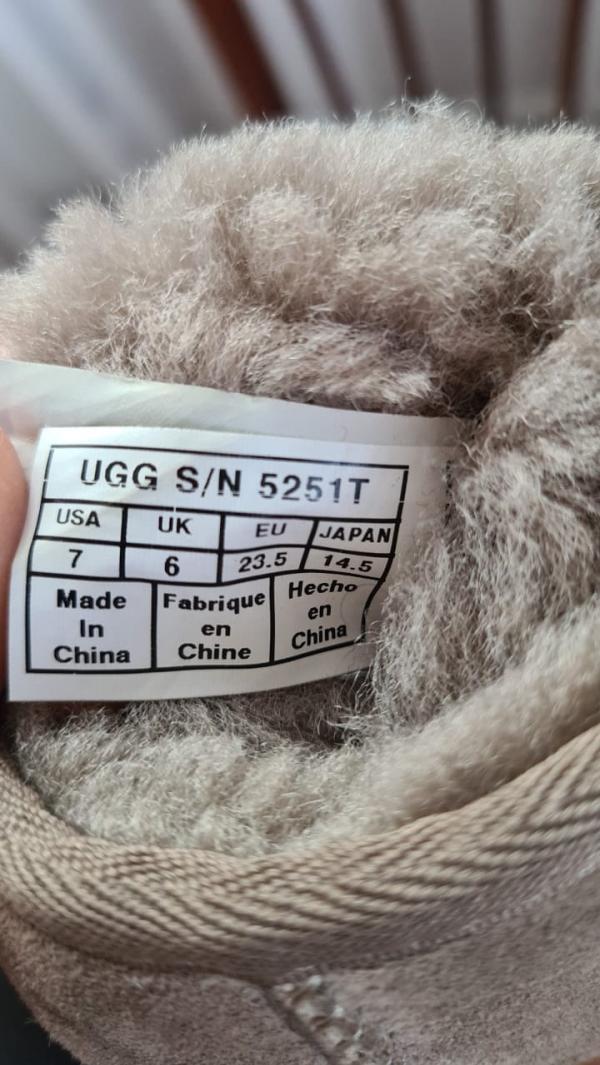 UGG S/N 5251T
USA UK EU JAPAN
7 6 23.5 14.5
Made Fabrique Hecho
In en en
China Chine China